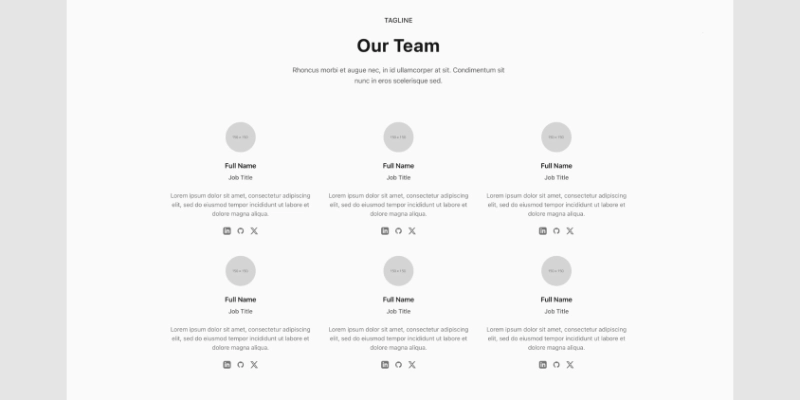 TAGLINE
Our Team
Rhoncus morbi et augue nec, in id ullamcorper at sit. Condimentum sit
nunc in eros scelerisque sed.
Full Name
Job Title
Lorem ipsum dolor sit amet, consectetur adipiscing
elit, sed do eiusmod tempor incididunt ut labore et
dolore magna aliqua.
Full Name
Job Title
Lorem ipsum dolor sit amet, consectetur adipiscing
elit, sed do eiusmod tempor incididunt ut labore et
dolore magna aliqua.
Full Name
Job Title
Lorem ipsum dolor sit amet, consectetur adipiscing
elit, sed do eiusmod tempor incididunt ut labore et
dolore magna aliqua.
Full Name
Job Title
Lorem ipsum dolor sit amet, consectetur adipiscing
elit, sed do eiusmod tempor incididunt ut labore et
dolore magna aliqua.
Full Name
Job Title
Lorem ipsum dolor sit amet, consectetur adipiscing
elit, sed do eiusmod tempor incididunt ut labore et
dolore magna aliqua.
Full Name
Job Title
Lorem ipsum dolor sit amet, consectetur adipiscing
elit, sed do eiusmod tempor incididunt ut labore et
dolore magna aliqua.